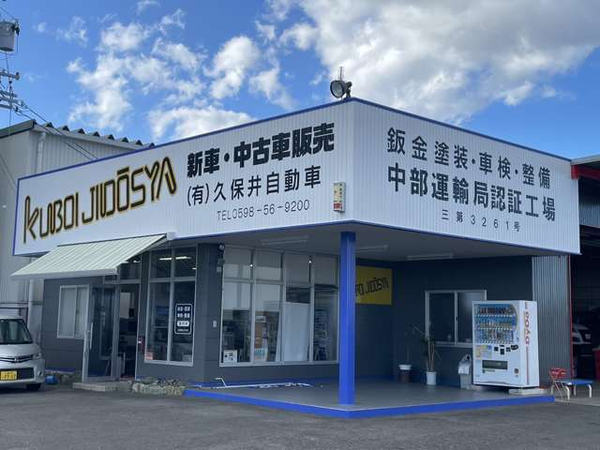 KUBOI JIDŌSYA
新車・中古車販売
(有)久保井自動車
TEL0598-56-9200
鈑金塗装・車検・整備
中部運輸局認証工場
三第3261号
DyDo